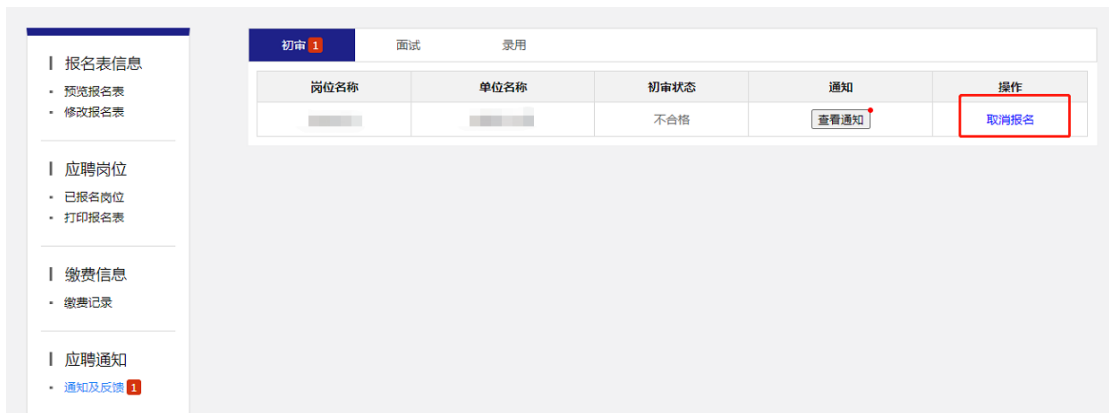 报名表信息
预览报名表
修改报名表
应聘岗位
已报名岗位
打印报名表
缴费信息
缴费记录
应聘通知
通知及反馈 1
初审 1 面试 录用
岗位名称 单位名称 初审状态 通知 操作
不合格 查看通知 取消报名